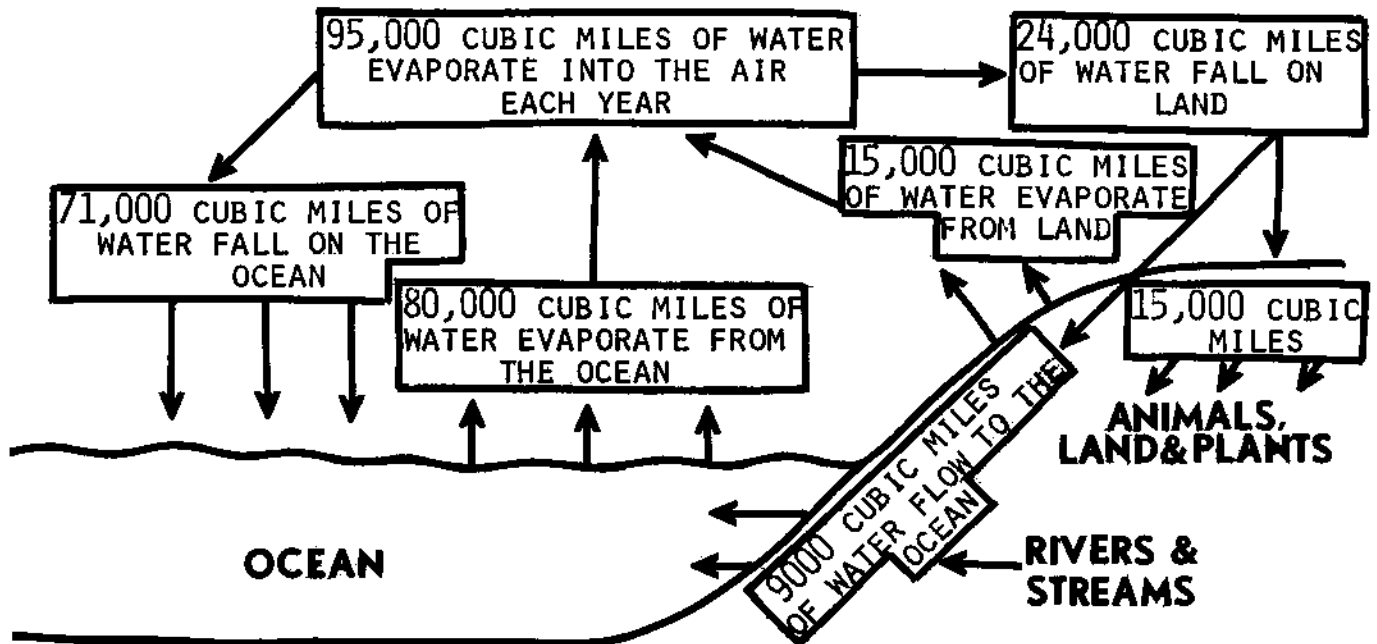 95,000 CUBIC MILES OF WATER
EVAPORATE INTO THE AIR
EACH YEAR
24,000 CUBIC MILES
OF WATER FALL ON
LAND
15,000 CUBIC MILES
OF WATER EVAPORATE
FROM LAND
71,000 CUBIC MILES OF
WATER FALL ON THE
OCEAN
80,000 CUBIC MILES OF
WATER EVAPORATE FROM
THE OCEAN
15,000 CUBIC
MILES
ANIMALS,
LAND&PLANTS
9000 CUBIC MILES
OF WATER FLOW TO THE
OCEAN
OCEAN
RIVERS &
STREAMS